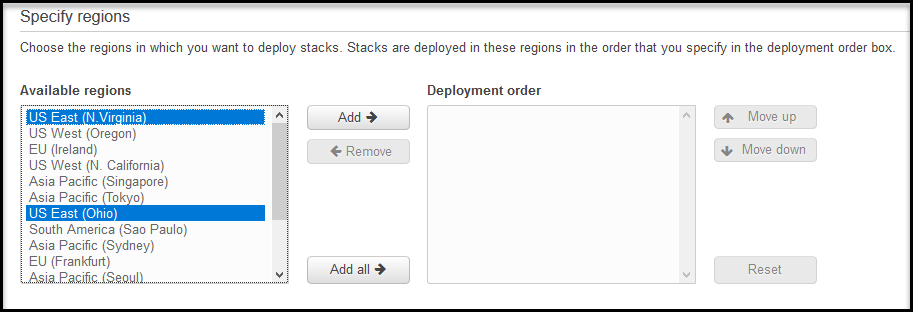 Specify regions
Choose the regions in which you want to deploy stacks. Stacks are deployed in these regions in the order that you specify in the deployment order box.
Available regions
US East (N.Virginia)
US West (Oregon)
EU (Ireland)
US West (N. California)
Asia Pacific (Singapore)
Asia Pacific (Tokyo)
US East (Ohio)
South America (Sao Paulo)
Asia Pacific (Sydney)
EU (Frankfurt)
Asia Pacific (Seoul)
Add
Remove
Add all
Deployment order
Move up
Move down
Reset